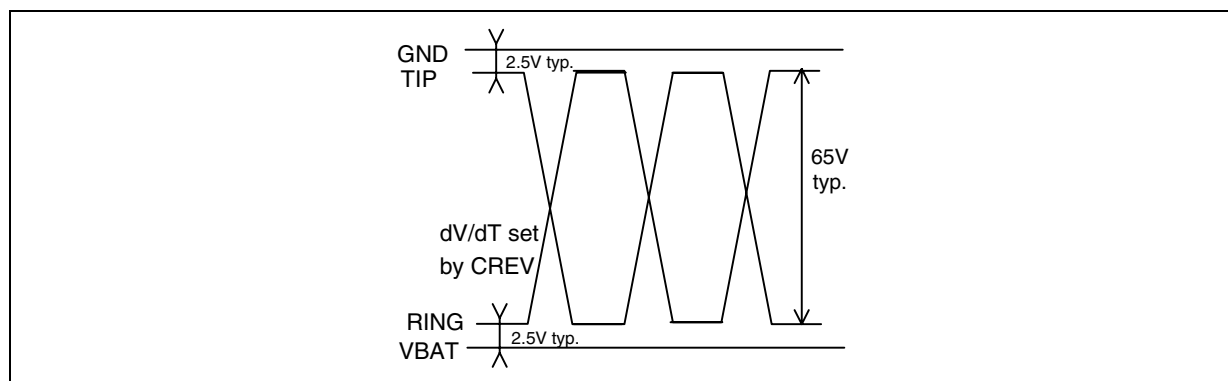 GND
2.5V typ.
TIP
65V
typ.
dV/dT set
by CREV
RING
2.5V typ.
VBAT